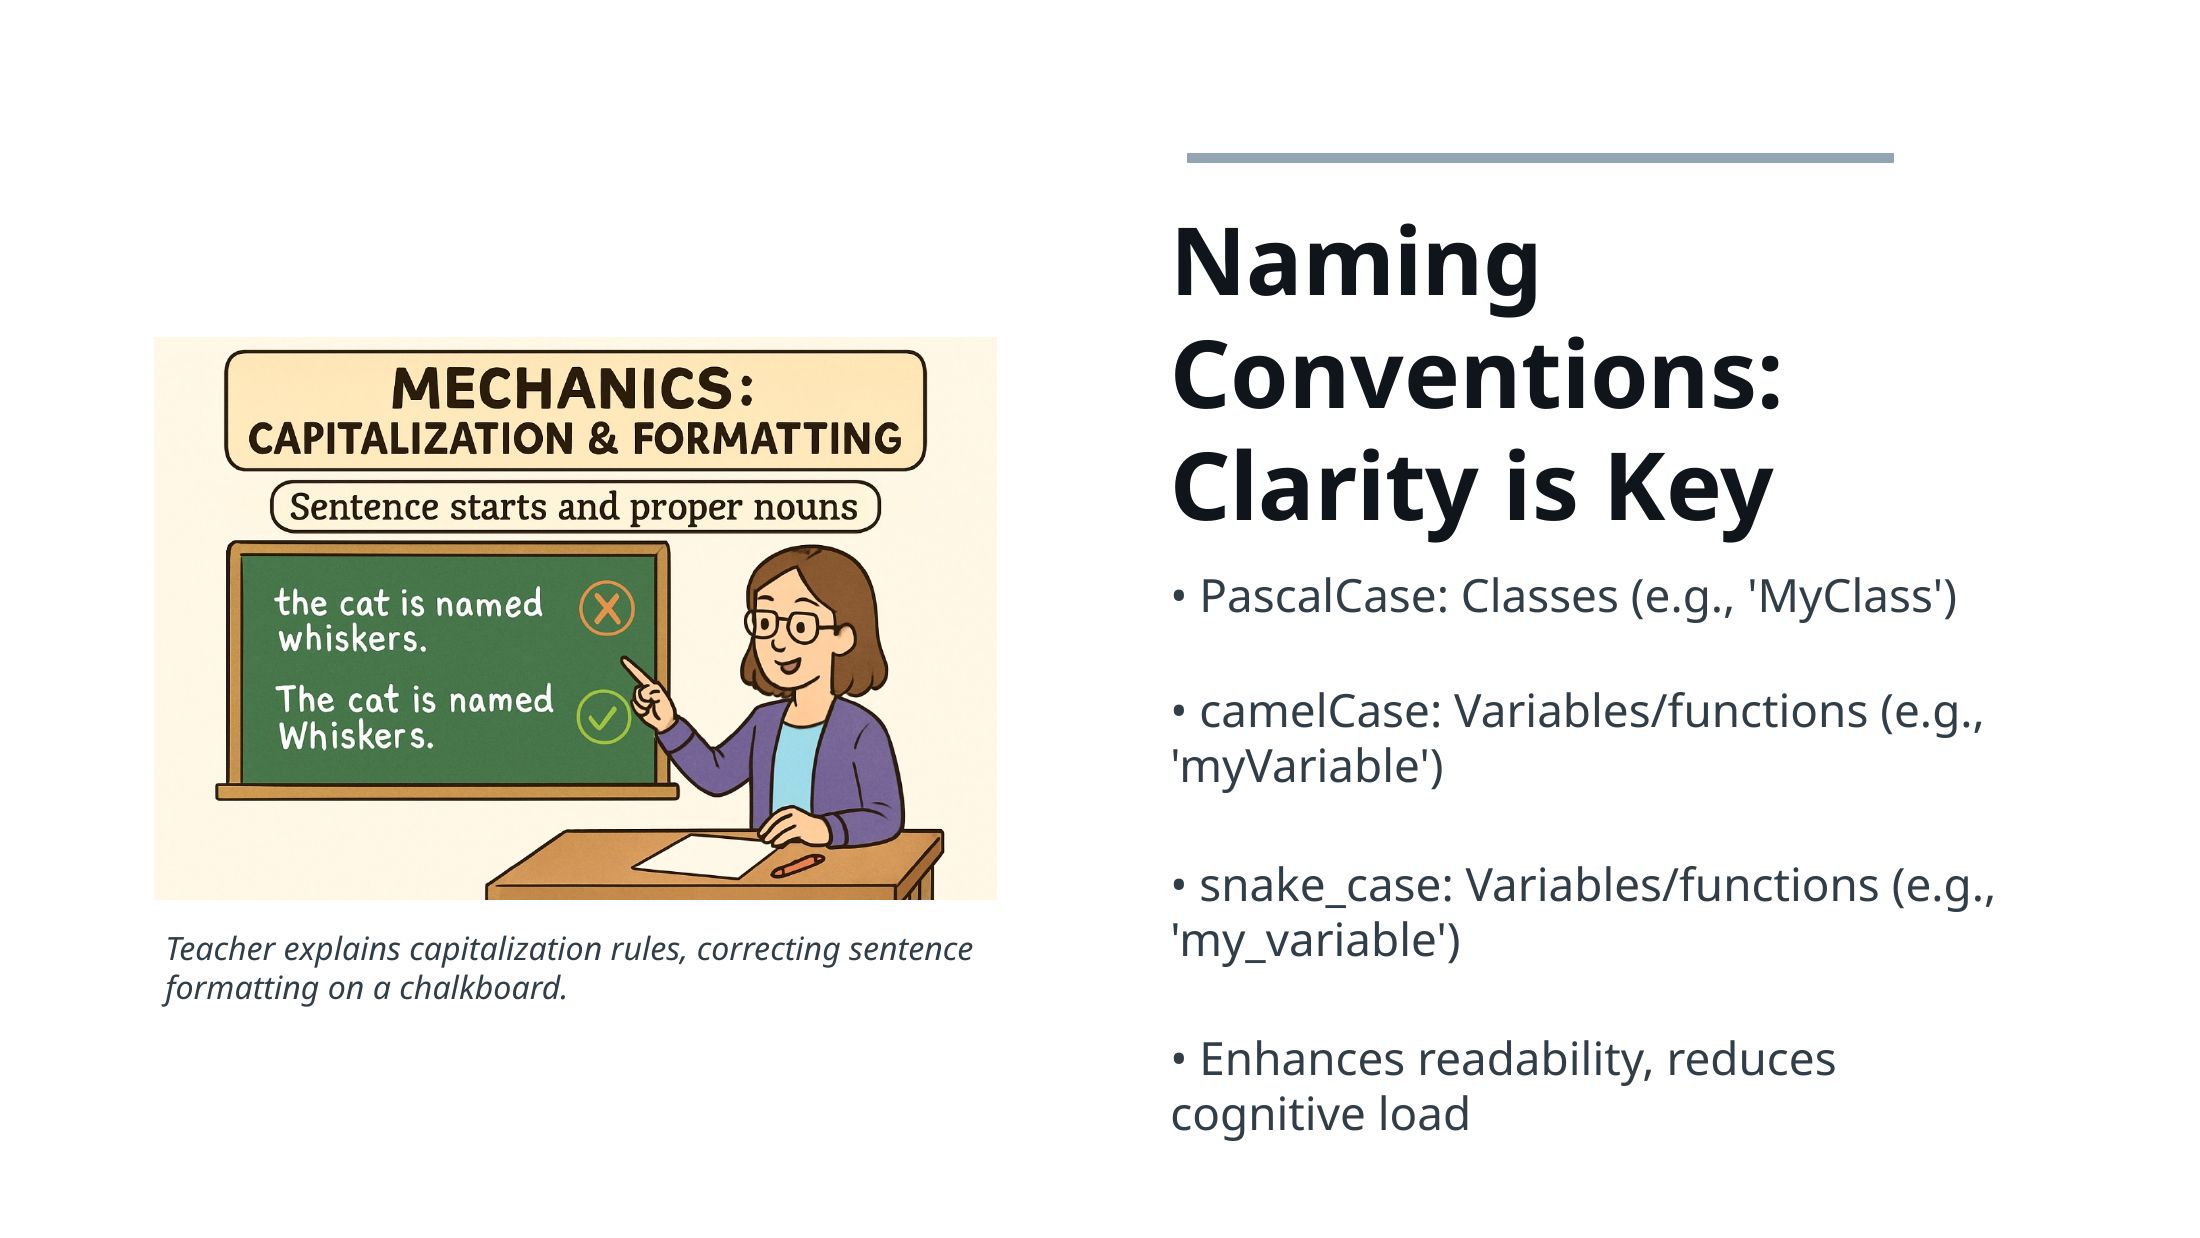 MECHANICS:
CAPITALIZATION & FORMATTING
Sentence starts and proper nouns
the cat is named
whiskers.
The cat is named
Whiskers.
Teacher explains capitalization rules, correcting sentence
formatting on a chalkboard.
Naming
Conventions:
Clarity is Key
• PascalCase: Classes (e.g., 'MyClass')
• camelCase: Variables/functions (e.g.,
'myVariable')
• snake_case: Variables/functions (e.g.,
'my_variable')
• Enhances readability, reduces
cognitive load